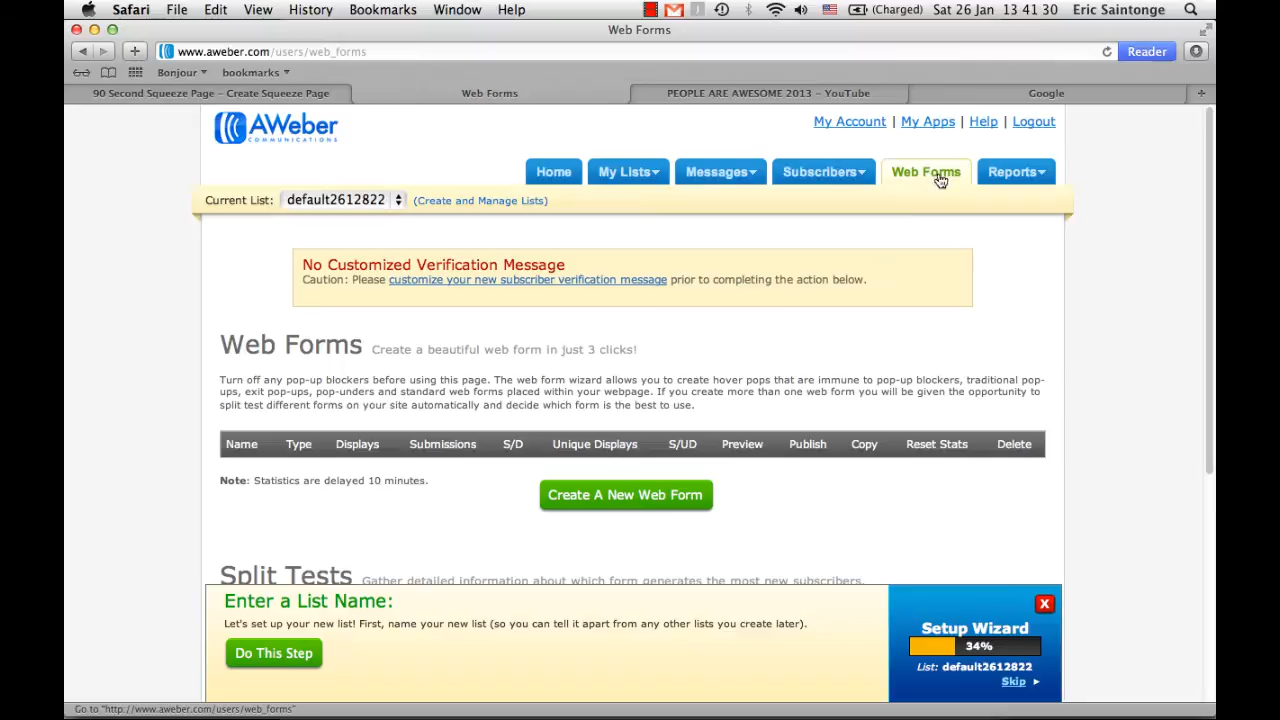 Safari File Edit View History Bookmarks Window Help (Charged) Sat 26 Jan 13 41 30 Eric Saintonge
Web Forms
www.aweber.com/users/web_forms Reader
Bonjour bookmarks
90 Second Squeeze Page – Create Squeeze Page Web Forms PEOPLE ARE AWESOME 2013 – YouTube Google
AWeber COMMUNICATIONS
My Account | My Apps | Help | Logout
Home My Lists Messages Subscribers Web Forms Reports
Current List: default2612822 (Create and Manage Lists)
No Customized Verification Message
Caution: Please customize your new subscriber verification message prior to completing the action below.
Web Forms Create a beautiful web form in just 3 clicks!
Turn off any pop-up blockers before using this page. The web form wizard allows you to create hover pops that are immune to pop-up blockers, traditional pop-
ups, exit pop-ups, pop-unders and standard web forms placed within your webpage. If you create more than one web form you will be given the opportunity to
split test different forms on your site automatically and decide which form is the best to use.
Name Type Displays Submissions S/D Unique Displays S/UD Preview Publish Copy Reset Stats Delete
Note: Statistics are delayed 10 minutes.
Create A New Web Form
Split Tests Gather detailed information about which form generates the most new subscribers.
Enter a List Name:
Let's set up your new list! First, name your new list (so you can tell it apart from any other lists you create later).
Do This Step
X
Setup Wizard
34%
List: default2612822
Skip
Go to "http://www.aweber.com/users/web_forms"